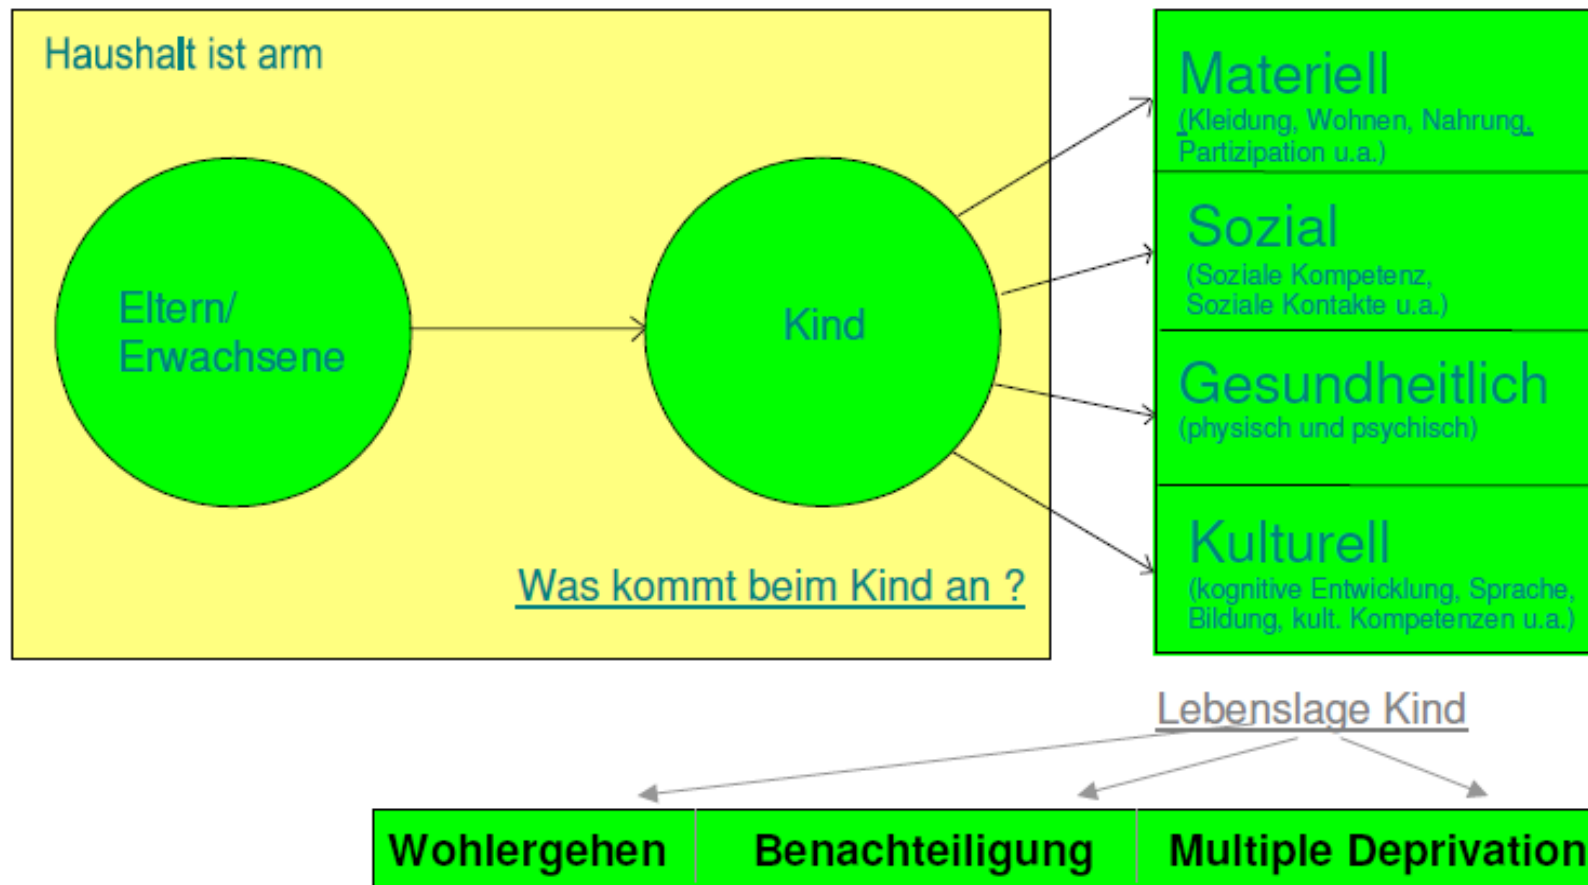 Haushalt ist arm
Eltern/
Erwachsene
Kind
Was kommt beim Kind an ?
Materiell
(Kleidung, Wohnen, Nahrung,
Partizipation u.a.)
Sozial
(Soziale Kompetenz,
Soziale Kontakte u.a.)
Gesundheitlich
(physisch und psychisch)
Kulturell
(kognitive Entwicklung, Sprache,
Bildung, kult. Kompetenzen u.a.)
Lebenslage Kind
Wohlergehen
Benachteiligung
Multiple Deprivation